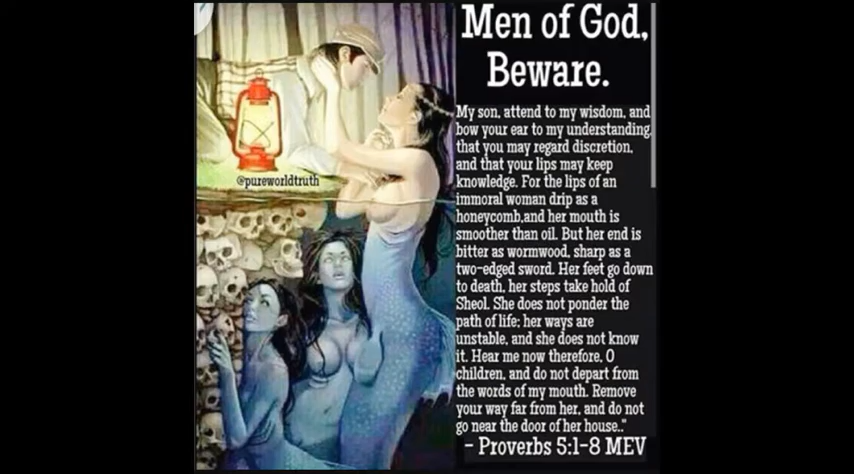 Men of God,
Beware.
My son, attend to my wisdom, and
bow your ear to my understanding,
that you may regard discretion,
and that your lips may keep
knowledge. For the lips of an
immoral woman drip as a
honeycomb,and her mouth is
smoother than oil. But her end is
bitter as wormwood, sharp as a
two-edged sword. Her feet go down
to death, her steps take hold of
Sheol. She does not ponder the
path of life; her ways are
unstable, and she does not know
it. Hear me now therefore, O
children, and do not depart from
the words of my mouth. Remove
your way far from her, and do not
go near the door of her house.."
- Proverbs 5:1-8 MEV
@pureworldtruth